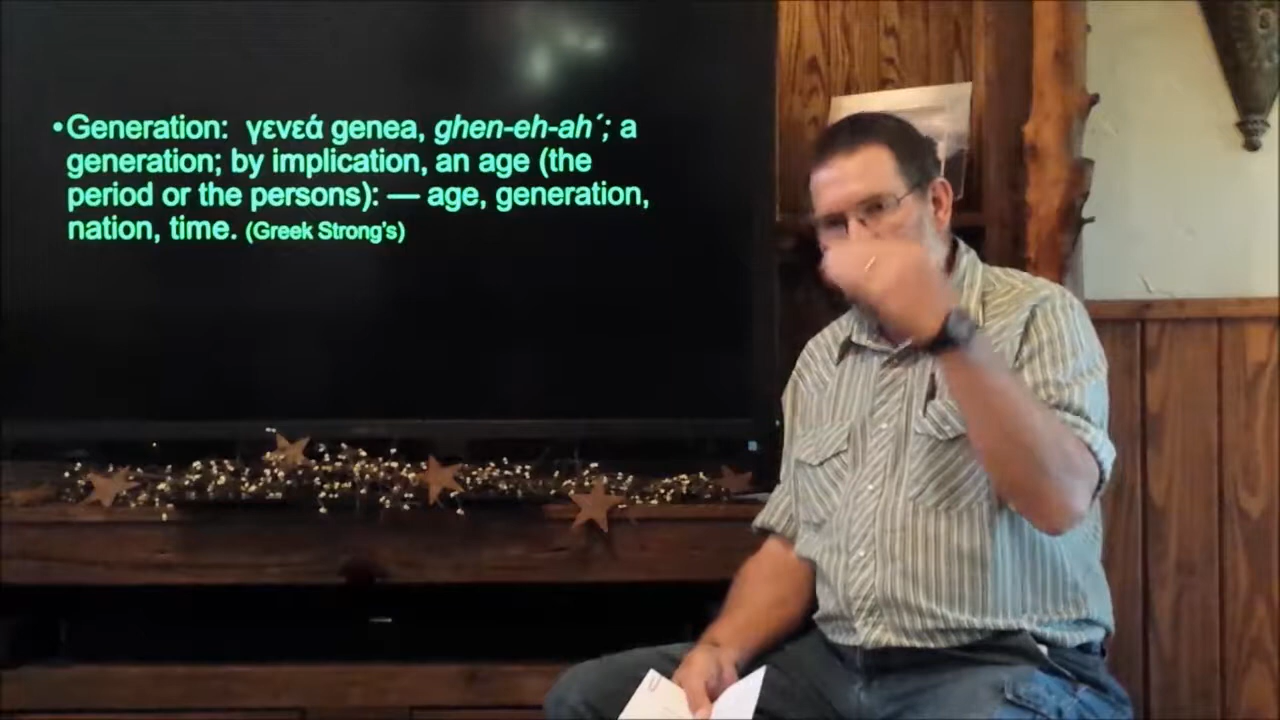 •Generation: γενεά genea, ghen-eh-ah´; a
generation; by implication, an age (the
period or the persons): — age, generation,
nation, time. (Greek Strong's)